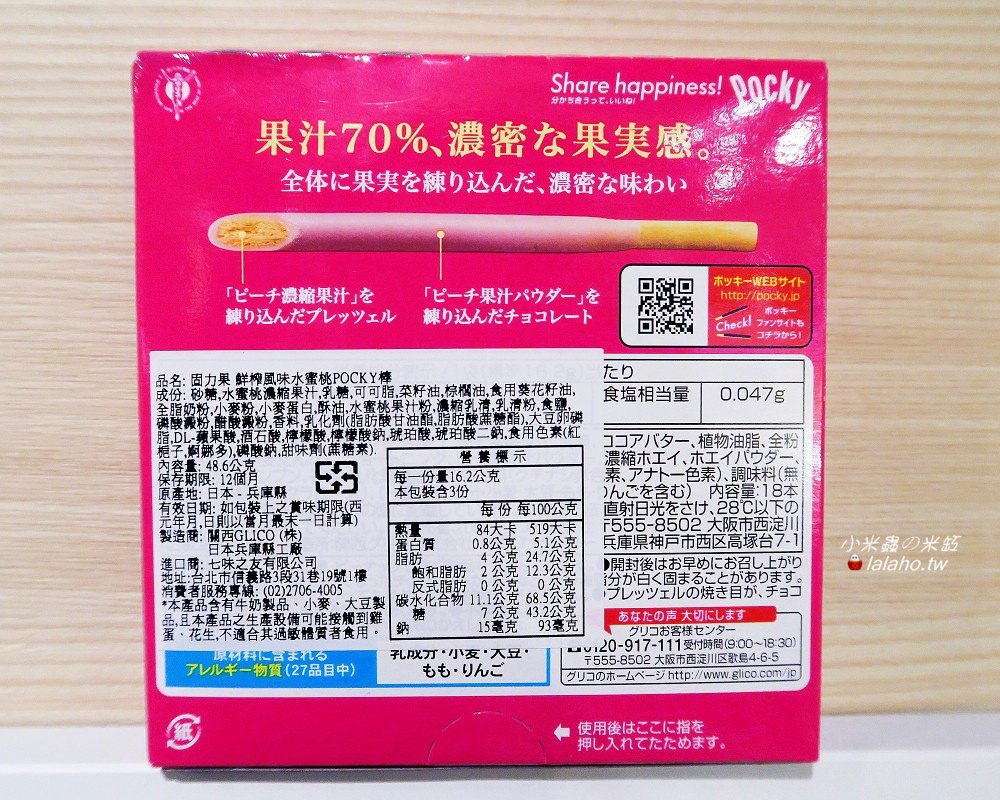 Share happiness! Pocky
分かち合うって、いいね!
果汁70%、濃密な果実感。
全体に果実を練り込んだ、濃密な味わい
「ピーチ濃縮果汁」を
練り込んだプレッツェル
「ピーチ果汁パウダー」を
練り込んだチョコレート
ポッキーWEBサイト
http://pocky.jp
Check!
ポッキー
ファンサイトも
コチラから!
品名: 固力果 鮮榨風味水蜜桃POCKY棒
成份: 砂糖,水蜜桃濃縮果汁,乳糖,可可脂,菜籽油,棕櫚油,食用葵花籽油,
全脂奶粉,小麥粉,小麥蛋白,酥油,水蜜桃果汁粉,濃縮乳清,乳清粉,食鹽,
磷酸澱粉,醋酸澱粉,香料,乳化劑(脂肪酸甘油酯,脂肪酸蔗糖酯),大豆卵磷
脂,DL-蘋果酸,酒石酸,檸檬酸,檸檬酸鈉,琥珀酸,琥珀酸二鈉,食用色素(紅
梔子,婀娜多),磷酸鈉,甜味劑(蔗糖素).
內容量: 48.6公克
保存期限: 12個月
原產地: 日本 - 兵庫縣
有效日期: 如包裝上之賞味期限(西
元年月,日則以當月最末一日計算)
製造商: 關西GLICO (株)
日本兵庫縣工廠
進口商: 七味之友有限公司
地址:台北市信義路3段31巷19號1樓
消費者服務專線: (02)2706-4005
*本產品含有牛奶製品、小麥、大豆製
品,且本產品之生產設備可能接觸到雞
蛋、花生,不適合其過敏體質者食用。
營養標示
每一份量16.2公克
本包裝含3份
每份 每100公克
熱量 84大卡 519大卡
蛋白質 0.8公克 5.1公克
脂肪 4公克 24.7公克
飽和脂肪 2公克 12.3公克
反式脂肪 0公克 0公克
碳水化合物 11.1公克 68.5公克
糖 7公克 43.2公克
鈉 15毫克 93毫克
たり
食塩相当量 0.047g
ココアバター、植物油脂、全粉
濃縮ホエイ、ホエイパウダー、
素、アナトー色素)、調味料(無
りんごを含む) 内容量:18本
直射日光をさけ、28℃以下の
〒555-8502 大阪市西淀川
兵庫県神戸市西区高塚台7-1
●開封後はお早めにお召し上がり
分が白く固まることがあります。
プレッツェルの焼き目が、チョコ
あなたの声 大切にします
グリコお客様センター
0120-917-111 受付時間(9:00~18:30)
〒555-8502 大阪市西淀川区歌島4-6-5
グリコのホームページ http://www.glico.com/jp
原材料に含まれる
アレルギー物質(27品目中)
乳成分・小麦・大豆・
もも・りんご
紙
使用後はここに指を
押し入れてたためます。
小米蟲の米缸
lalaho.tw